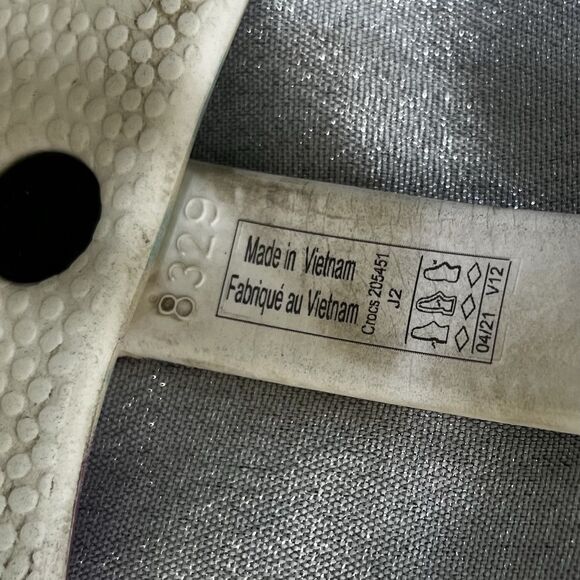 8329
Made in Vietnam
Fabriqué au Vietnam
Crocs 205451
J2
04/21 V12